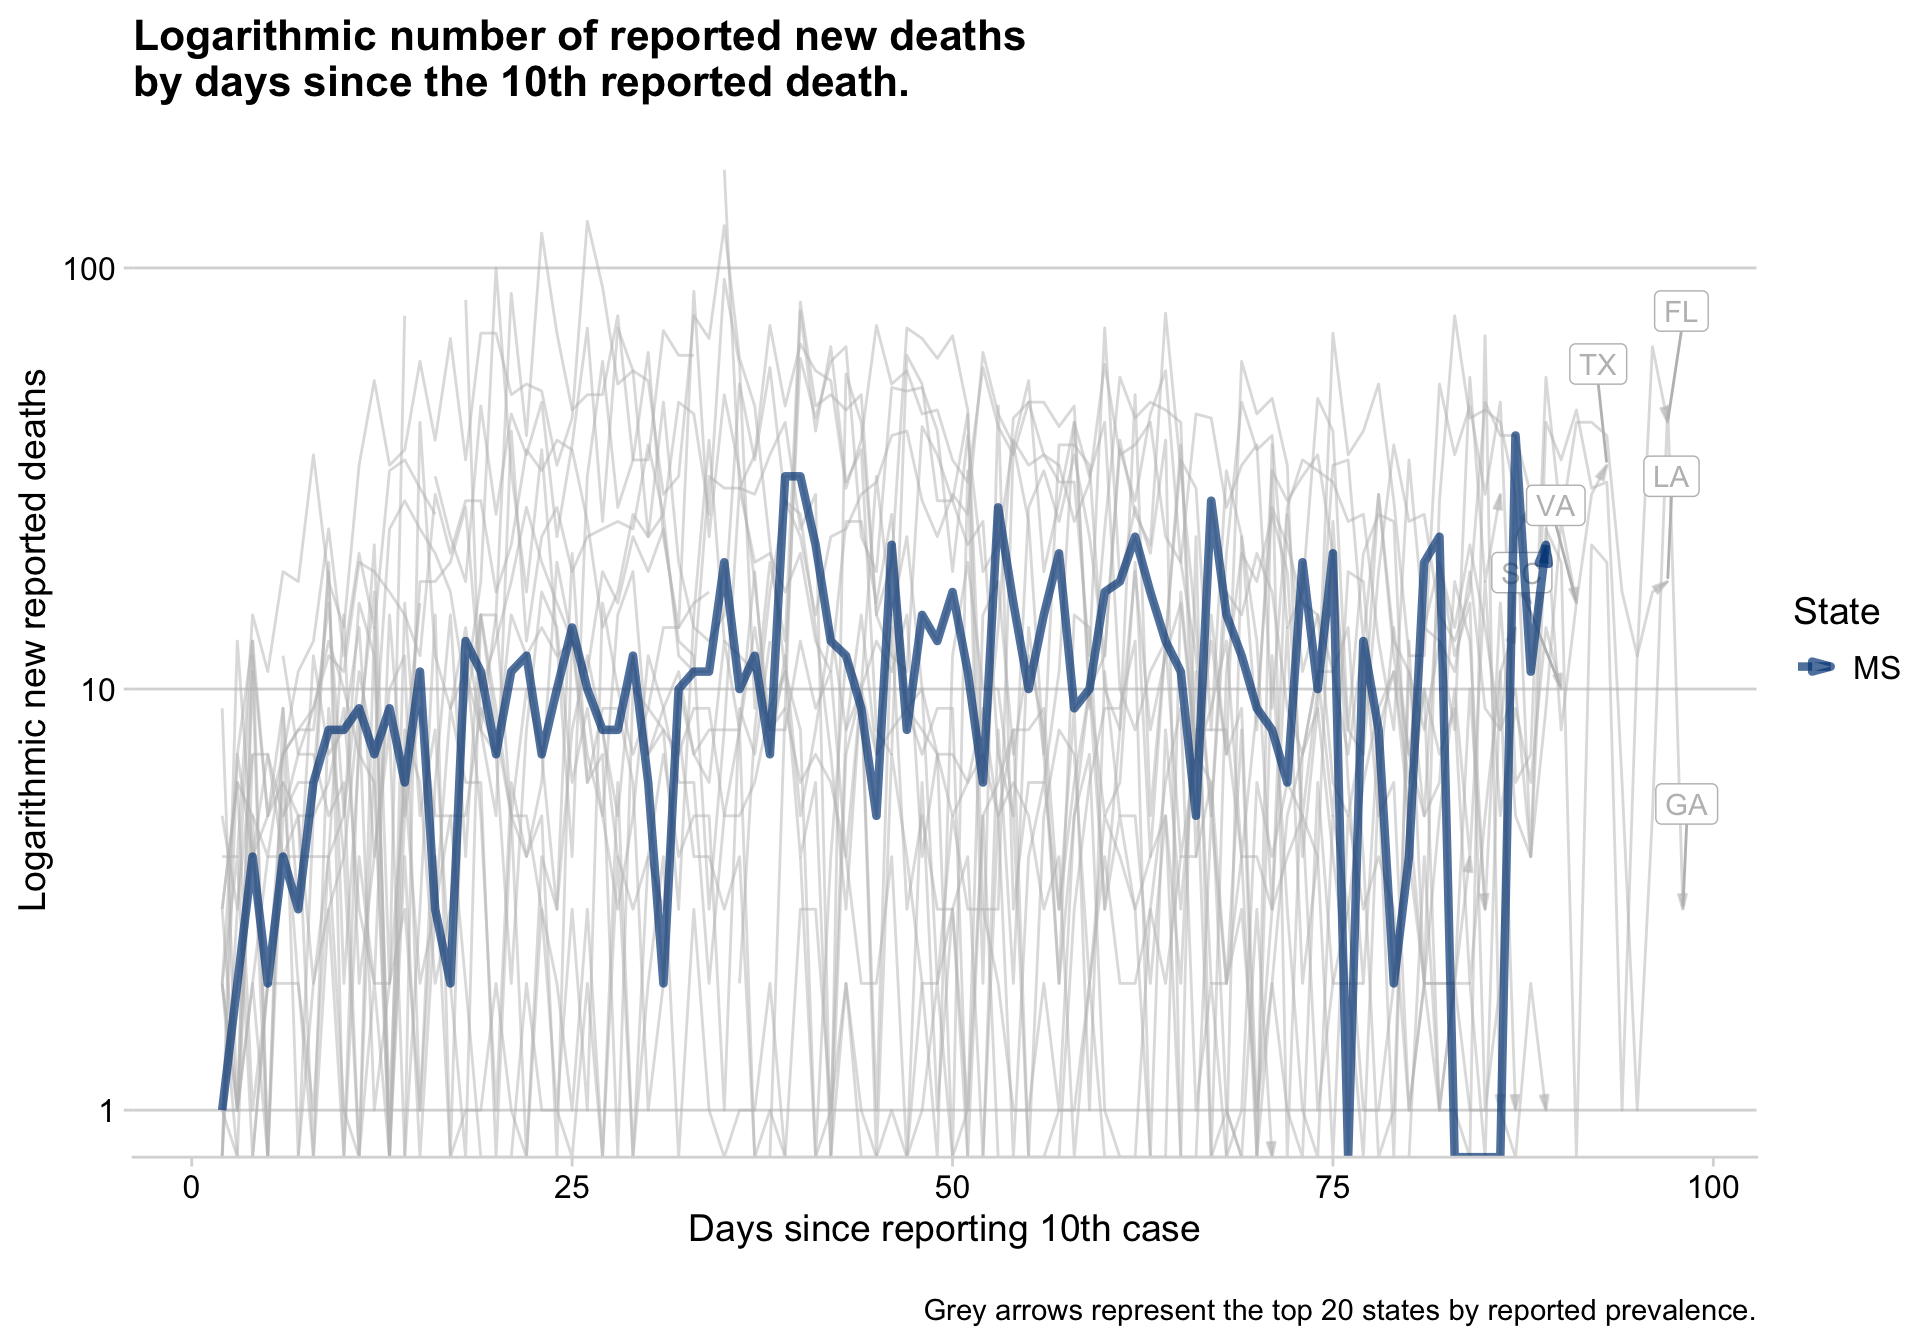 Logarithmic number of reported new deaths
by days since the 10th reported death.
Logarithmic new reported deaths
100
10
1
FL
TX
LA
VA
SC
GA
State
MS
0
25
50
75
100
Days since reporting 10th case
Grey arrows represent the top 20 states by reported prevalence.